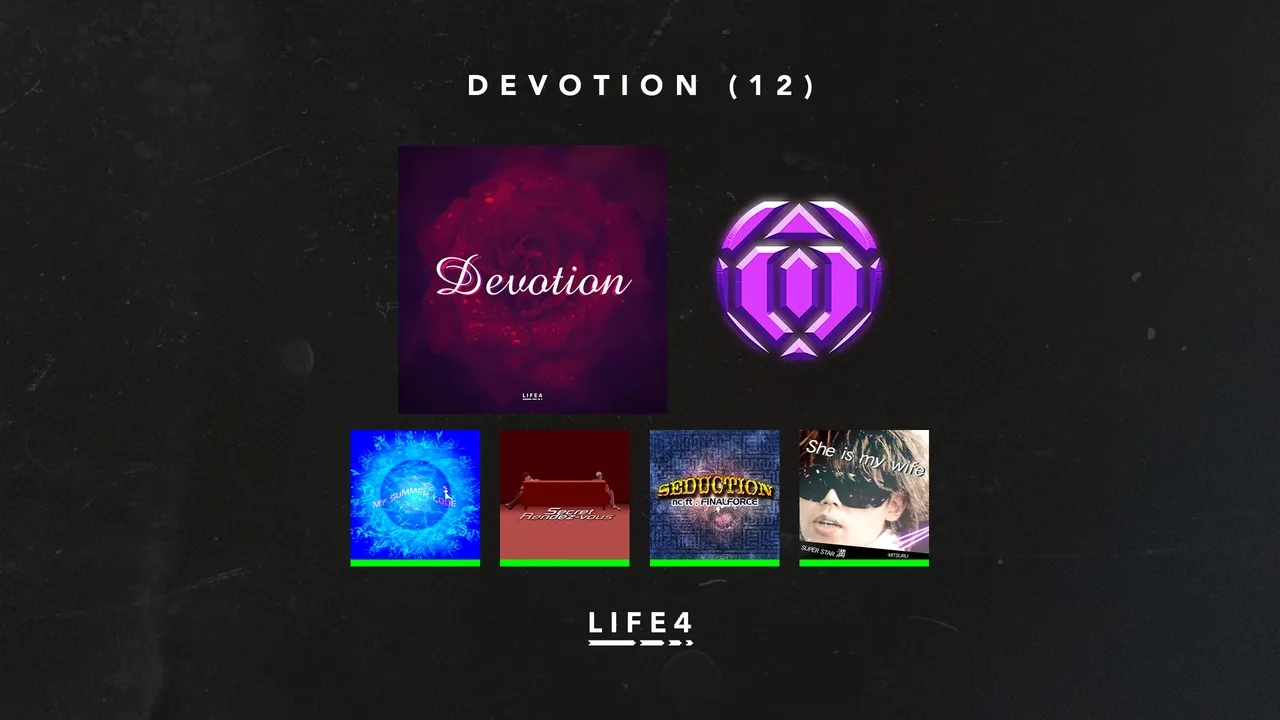 DEVOTION (12)
Devotion
LIFE4
MY SUMMER LOVE
Secret
Rendez-vous
SEDUCTION
nc ft. FINALFORCE
She is my wife
SUPER STAR 満
-MITSURU-
LIFE4